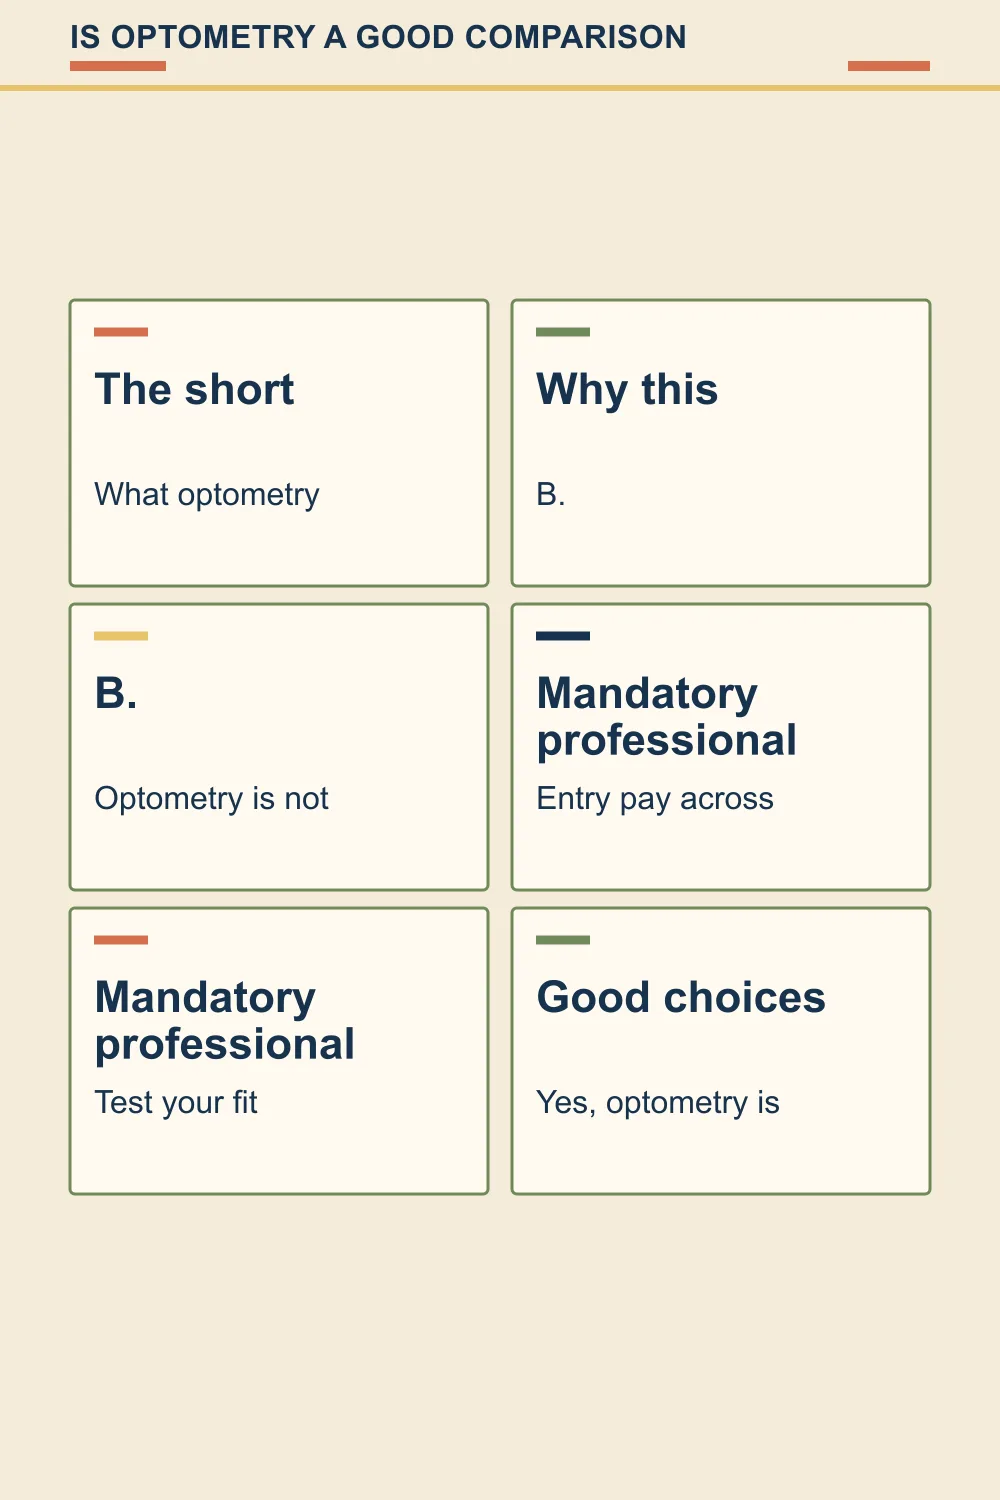 IS OPTOMETRY A GOOD COMPARISON
The short
What optometry
Why this
B.
B.
Optometry is not
Mandatory
professional
Entry pay across
Mandatory
professional
Test your fit
Good choices
Yes, optometry is